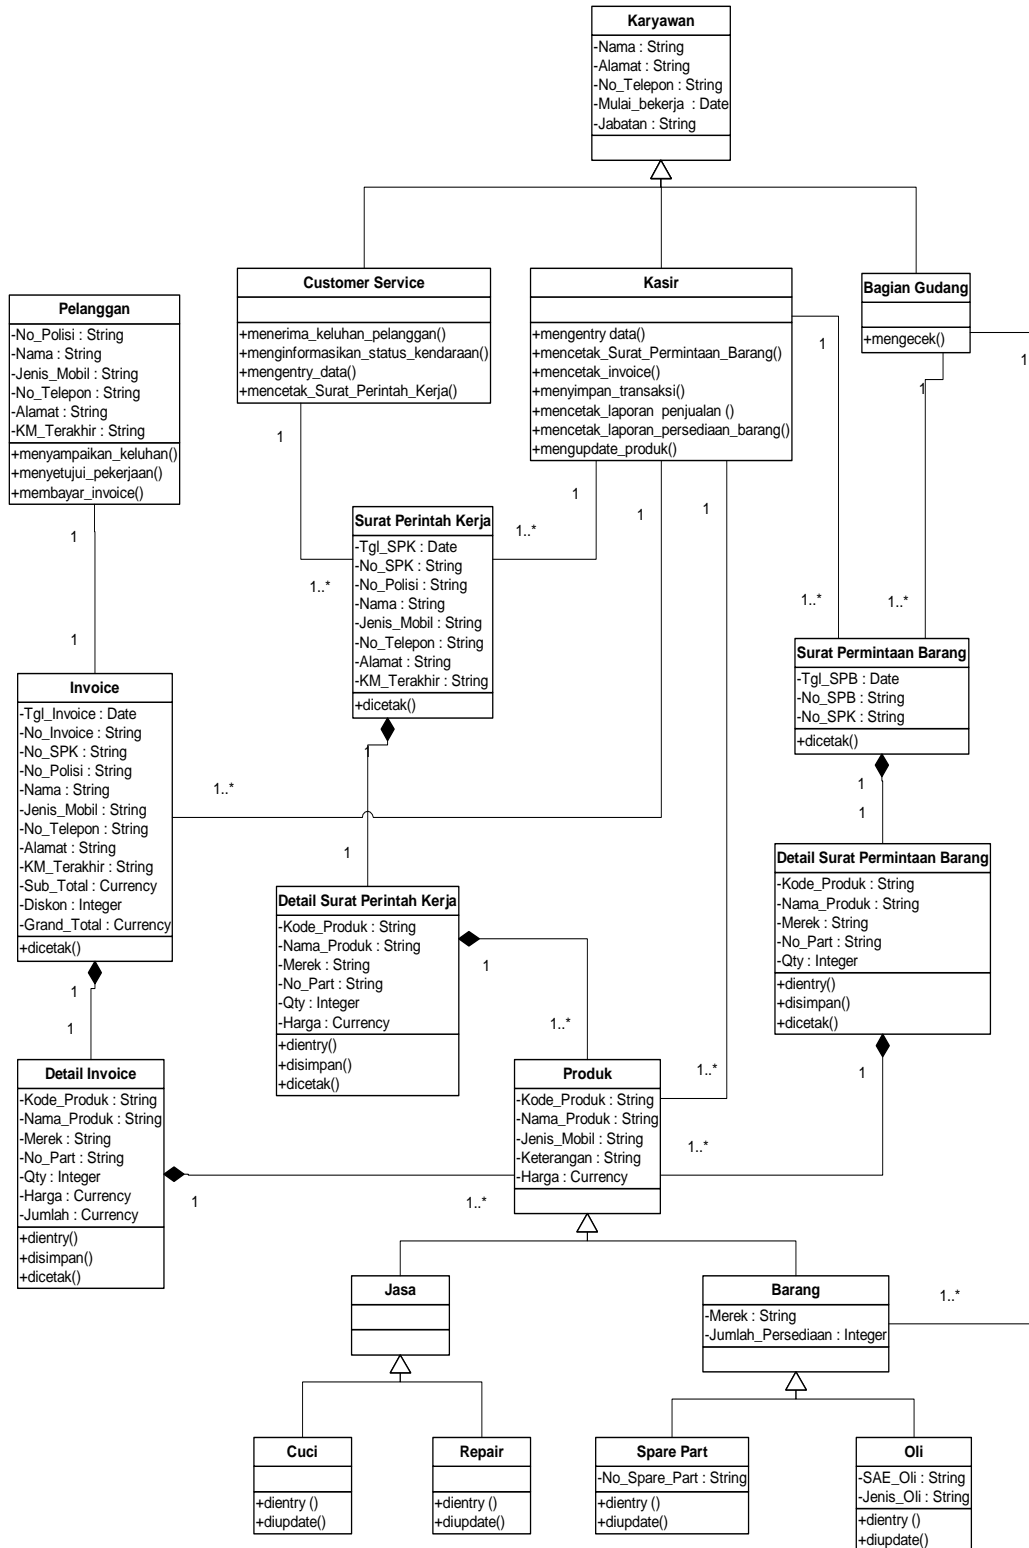 Karyawan
-Nama : String
-Alamat : String
-No_Telepon : String
-Mulai_bekerja : Date
-Jabatan : String
Customer Service
+menerima_keluhan_pelanggan()
+menginformasikan_status_kendaraan()
+mengentry_data()
+mencetak_Surat_Perintah_Kerja()
Kasir
+mengentry data()
+mencetak_Surat_Permintaan_Barang()
+mencetak_invoice()
+menyimpan_transaksi()
+mencetak_laporan penjualan ()
+mencetak_laporan_persediaan_barang()
+mengupdate_produk()
Bagian Gudang
+mengecek()
Pelanggan
-No_Polisi : String
-Nama : String
-Jenis_Mobil : String
-No_Telepon : String
-Alamat : String
-KM_Terakhir : String
+menyampaikan_keluhan()
+menyetujui_pekerjaan()
+membayar_invoice()
1
1
1
1
1
1
1
1
1
Surat Perintah Kerja
-Tgl_SPK : Date
-No_SPK : String
-No_Polisi : String
-Nama : String
-Jenis_Mobil : String
-No_Telepon : String
-Alamat : String
-KM_Terakhir : String
+dicetak()
1..*
1..*
1..*
1..*
Surat Permintaan Barang
-Tgl_SPB : Date
-No_SPB : String
-No_SPK : String
+dicetak()
Invoice
-Tgl_Invoice : Date
-No_Invoice : String
-No_SPK : String
-No_Polisi : String
-Nama : String
-Jenis_Mobil : String
-No_Telepon : String
-Alamat : String
-KM_Terakhir : String
-Sub_Total : Currency
-Diskon : Integer
-Grand_Total : Currency
+dicetak()
1..*
1
1
1
1
Detail Surat Permintaan Barang
-Kode_Produk : String
-Nama_Produk : String
-Merek : String
-No_Part : String
-Qty : Integer
+dientry()
+disimpan()
+dicetak()
Detail Surat Perintah Kerja
-Kode_Produk : String
-Nama_Produk : String
-Merek : String
-No_Part : String
-Qty : Integer
-Harga : Currency
+dientry()
+disimpan()
+dicetak()
1
1..*
1
1
Detail Invoice
-Kode_Produk : String
-Nama_Produk : String
-Merek : String
-No_Part : String
-Qty : Integer
-Harga : Currency
-Jumlah : Currency
+dientry()
+disimpan()
+dicetak()
1
1..*
Produk
-Kode_Produk : String
-Nama_Produk : String
-Jenis_Mobil : String
-Keterangan : String
-Harga : Currency
1..*
1..*
1
Jasa
Barang
-Merek : String
-Jumlah_Persediaan : Integer
1..*
Cuci
+dientry ()
+diupdate()
Repair
+dientry ()
+diupdate()
Spare Part
-No_Spare_Part : String
+dientry ()
+diupdate()
Oli
-SAE_Oli : String
-Jenis_Oli : String
+dientry ()
+diupdate()